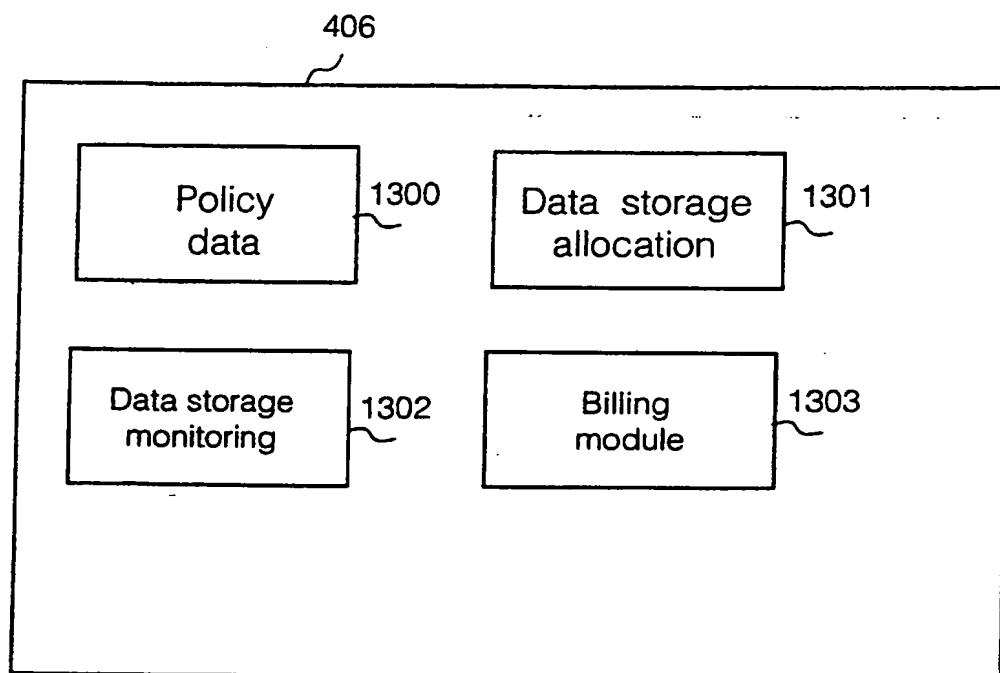 406
Policy
data
1300
Data storage
allocation
1301
Data storage
monitoring
1302
Billing
module
1303